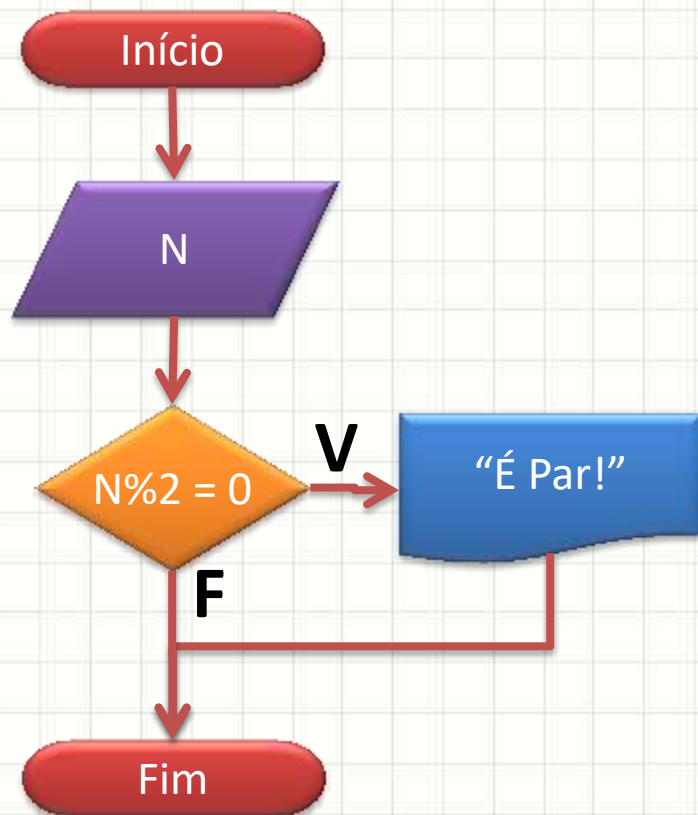 Início
N
N%2 = 0
V
“É Par!”
F
Fim